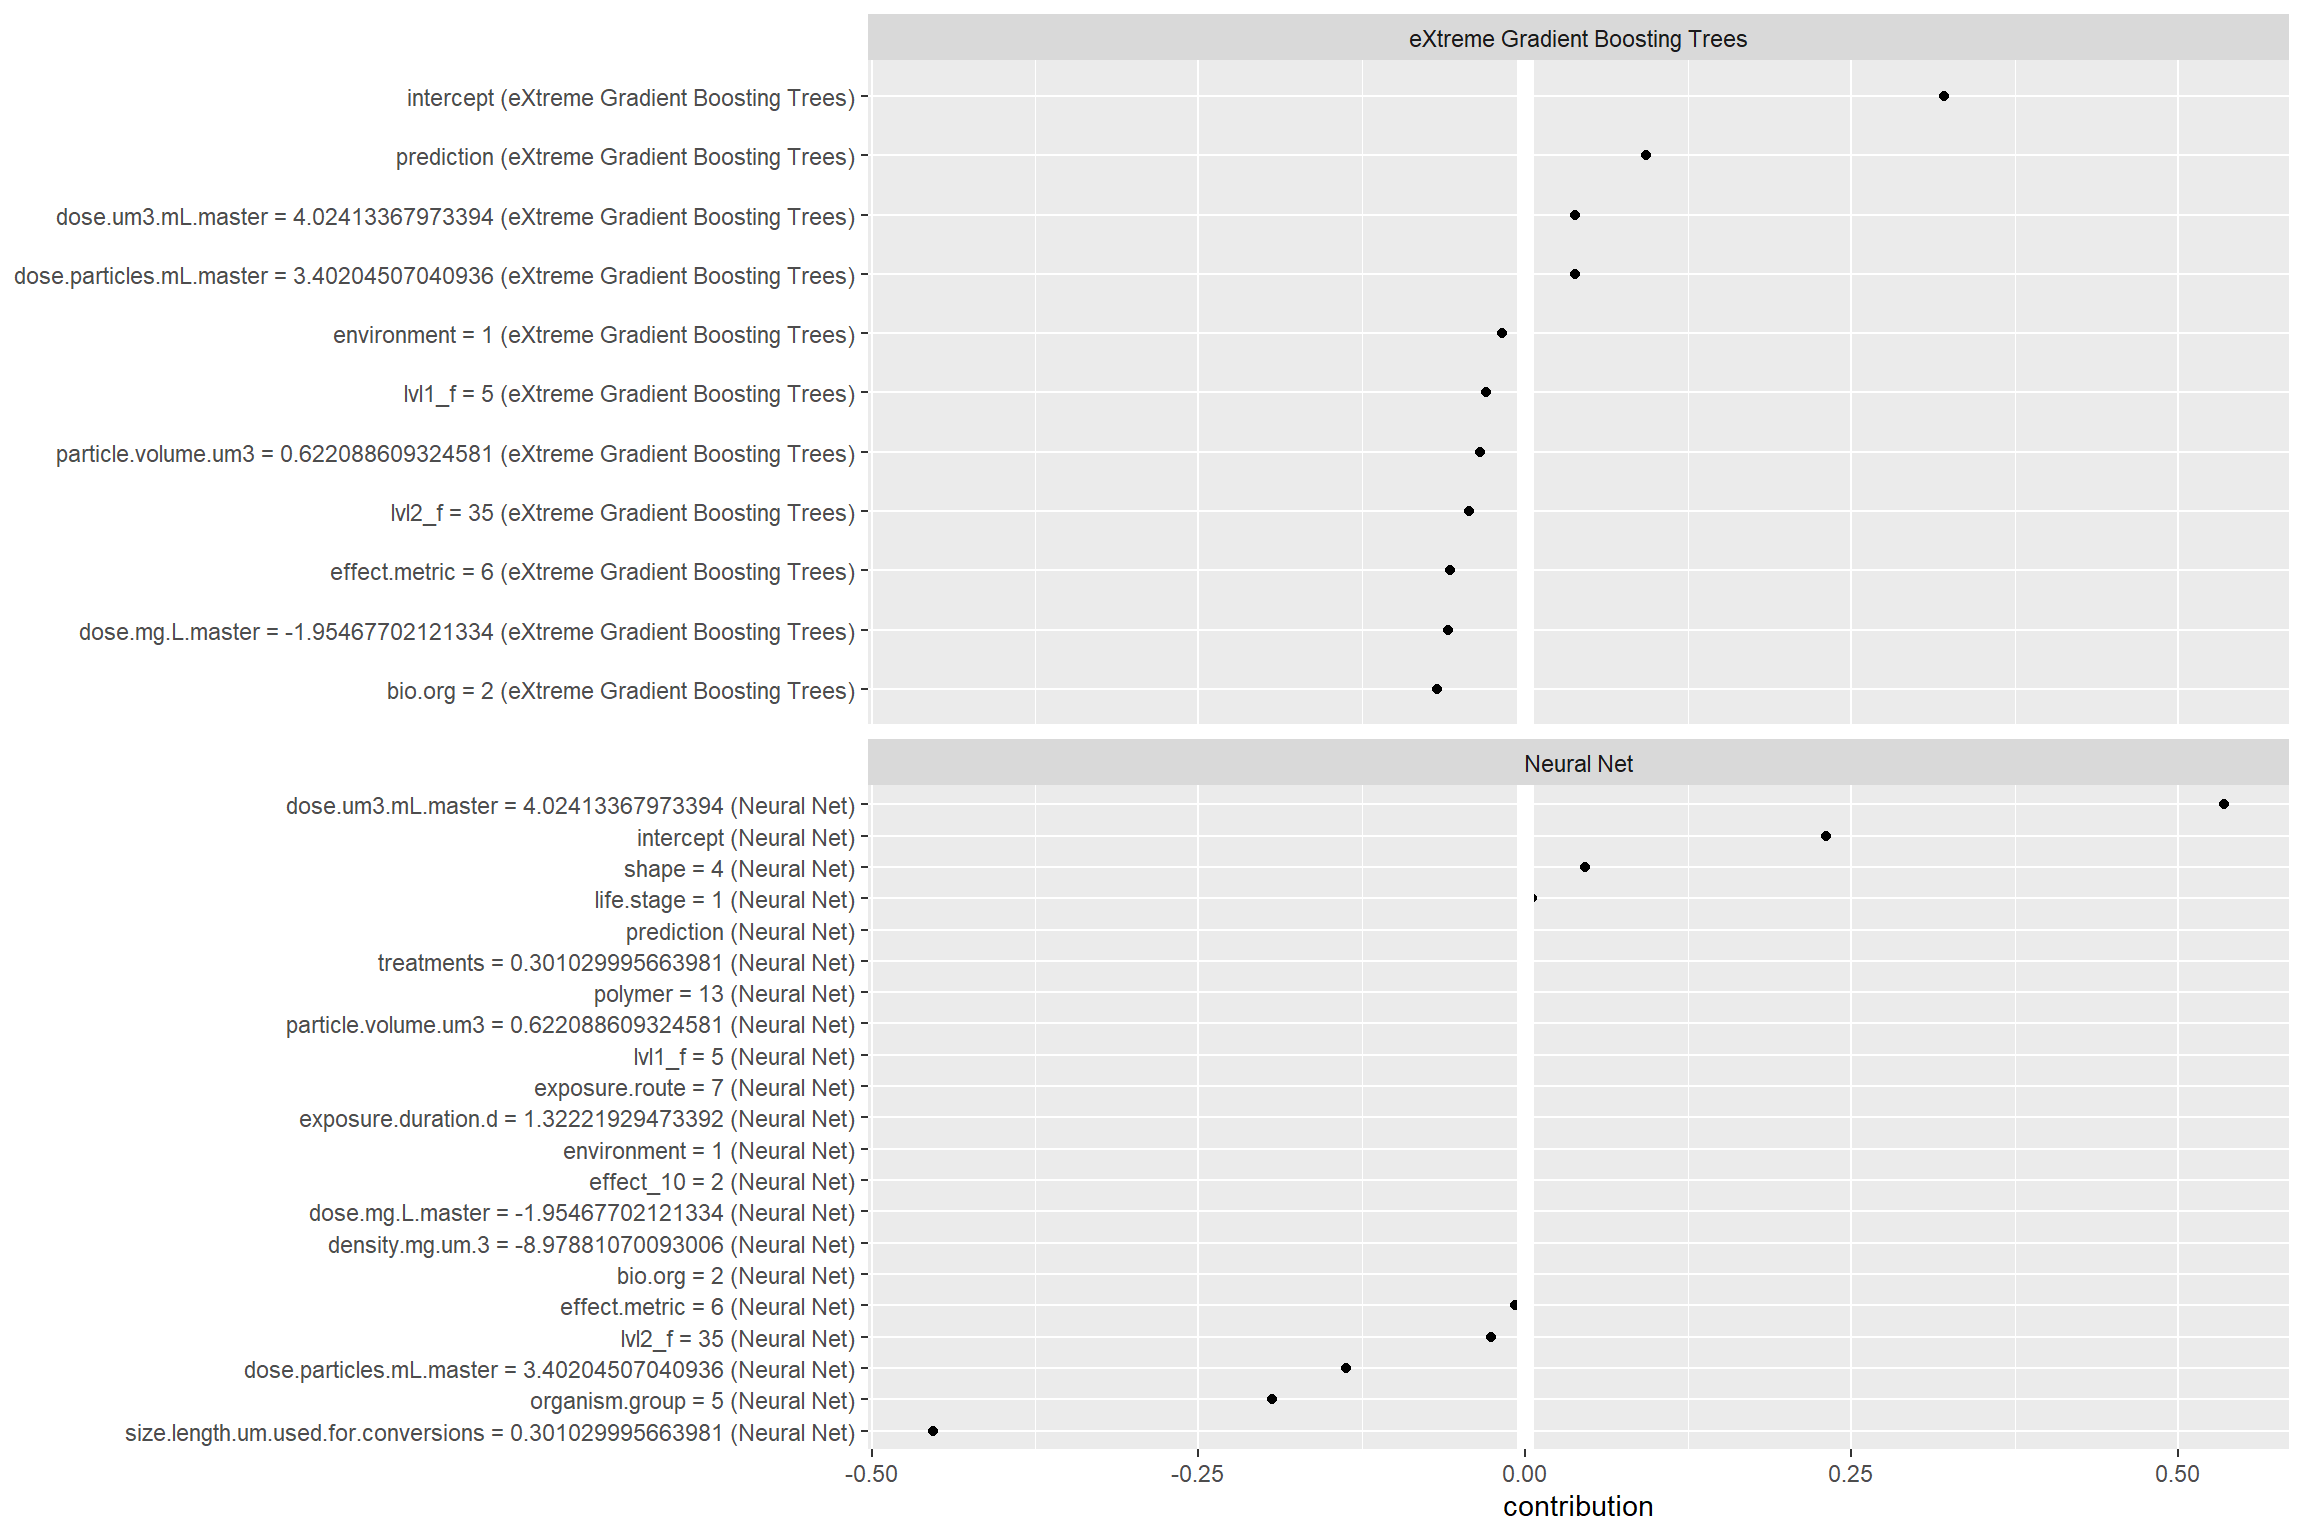 eXtreme Gradient Boosting Trees
intercept (eXtreme Gradient Boosting Trees)
prediction (eXtreme Gradient Boosting Trees)
dose.um3.mL.master = 4.02413367973394 (eXtreme Gradient Boosting Trees)
dose.particles.mL.master = 3.40204507040936 (eXtreme Gradient Boosting Trees)
environment = 1 (eXtreme Gradient Boosting Trees)
lvl1_f = 5 (eXtreme Gradient Boosting Trees)
particle.volume.um3 = 0.622088609324581 (eXtreme Gradient Boosting Trees)
lvl2_f = 35 (eXtreme Gradient Boosting Trees)
effect.metric = 6 (eXtreme Gradient Boosting Trees)
dose.mg.L.master = -1.95467702121334 (eXtreme Gradient Boosting Trees)
bio.org = 2 (eXtreme Gradient Boosting Trees)
Neural Net
dose.um3.mL.master = 4.02413367973394 (Neural Net)
intercept (Neural Net)
shape = 4 (Neural Net)
life.stage = 1 (Neural Net)
prediction (Neural Net)
treatments = 0.301029995663981 (Neural Net)
polymer = 13 (Neural Net)
particle.volume.um3 = 0.622088609324581 (Neural Net)
lvl1_f = 5 (Neural Net)
exposure.route = 7 (Neural Net)
exposure.duration.d = 1.32221929473392 (Neural Net)
environment = 1 (Neural Net)
effect_10 = 2 (Neural Net)
dose.mg.L.master = -1.95467702121334 (Neural Net)
density.mg.um.3 = -8.97881070093006 (Neural Net)
bio.org = 2 (Neural Net)
effect.metric = 6 (Neural Net)
lvl2_f = 35 (Neural Net)
dose.particles.mL.master = 3.40204507040936 (Neural Net)
organism.group = 5 (Neural Net)
size.length.um.used.for.conversions = 0.301029995663981 (Neural Net)
-0.50 -0.25 0.00 0.25 0.50
contribution